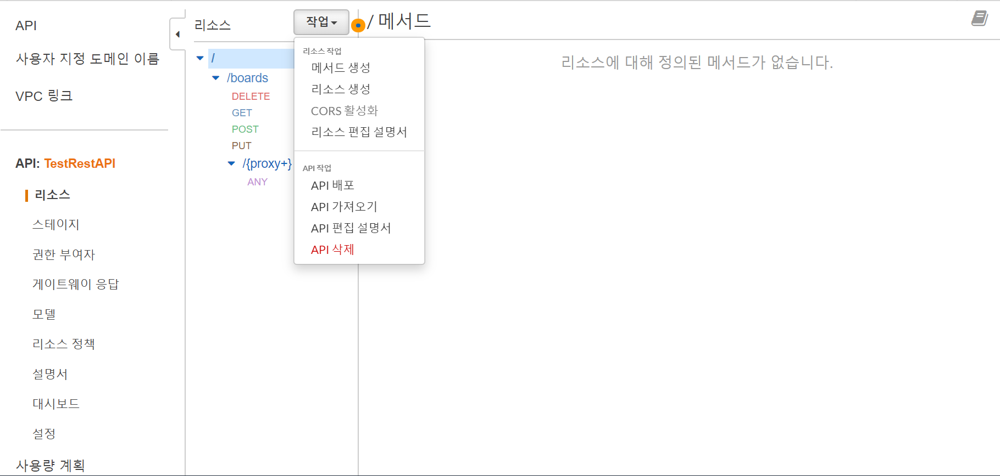 API
사용자 지정 도메인 이름
VPC 링크
API: TestRestAPI
리소스
스테이지
권한 부여자
게이트웨이 응답
모델
리소스 정책
설명서
대시보드
설정
사용량 계획
리소스
작업
/
/boards
DELETE
GET
POST
PUT
/{proxy+}
ANY
리소스 작업
메서드 생성
리소스 생성
CORS 활성화
리소스 편집 설명서
API 작업
API 배포
API 가져오기
API 편집 설명서
API 삭제
/ 메서드
리소스에 대해 정의된 메서드가 없습니다.